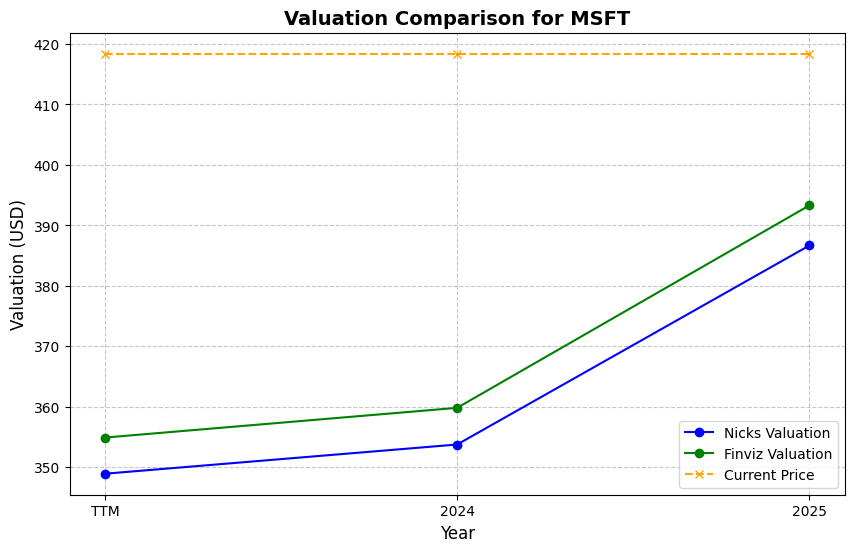 Valuation Comparison for MSFT
420
410
400
390
380
370
360
350
Valuation (USD)
TTM 2024 2025
Year
Nicks Valuation
Finviz Valuation
Current Price